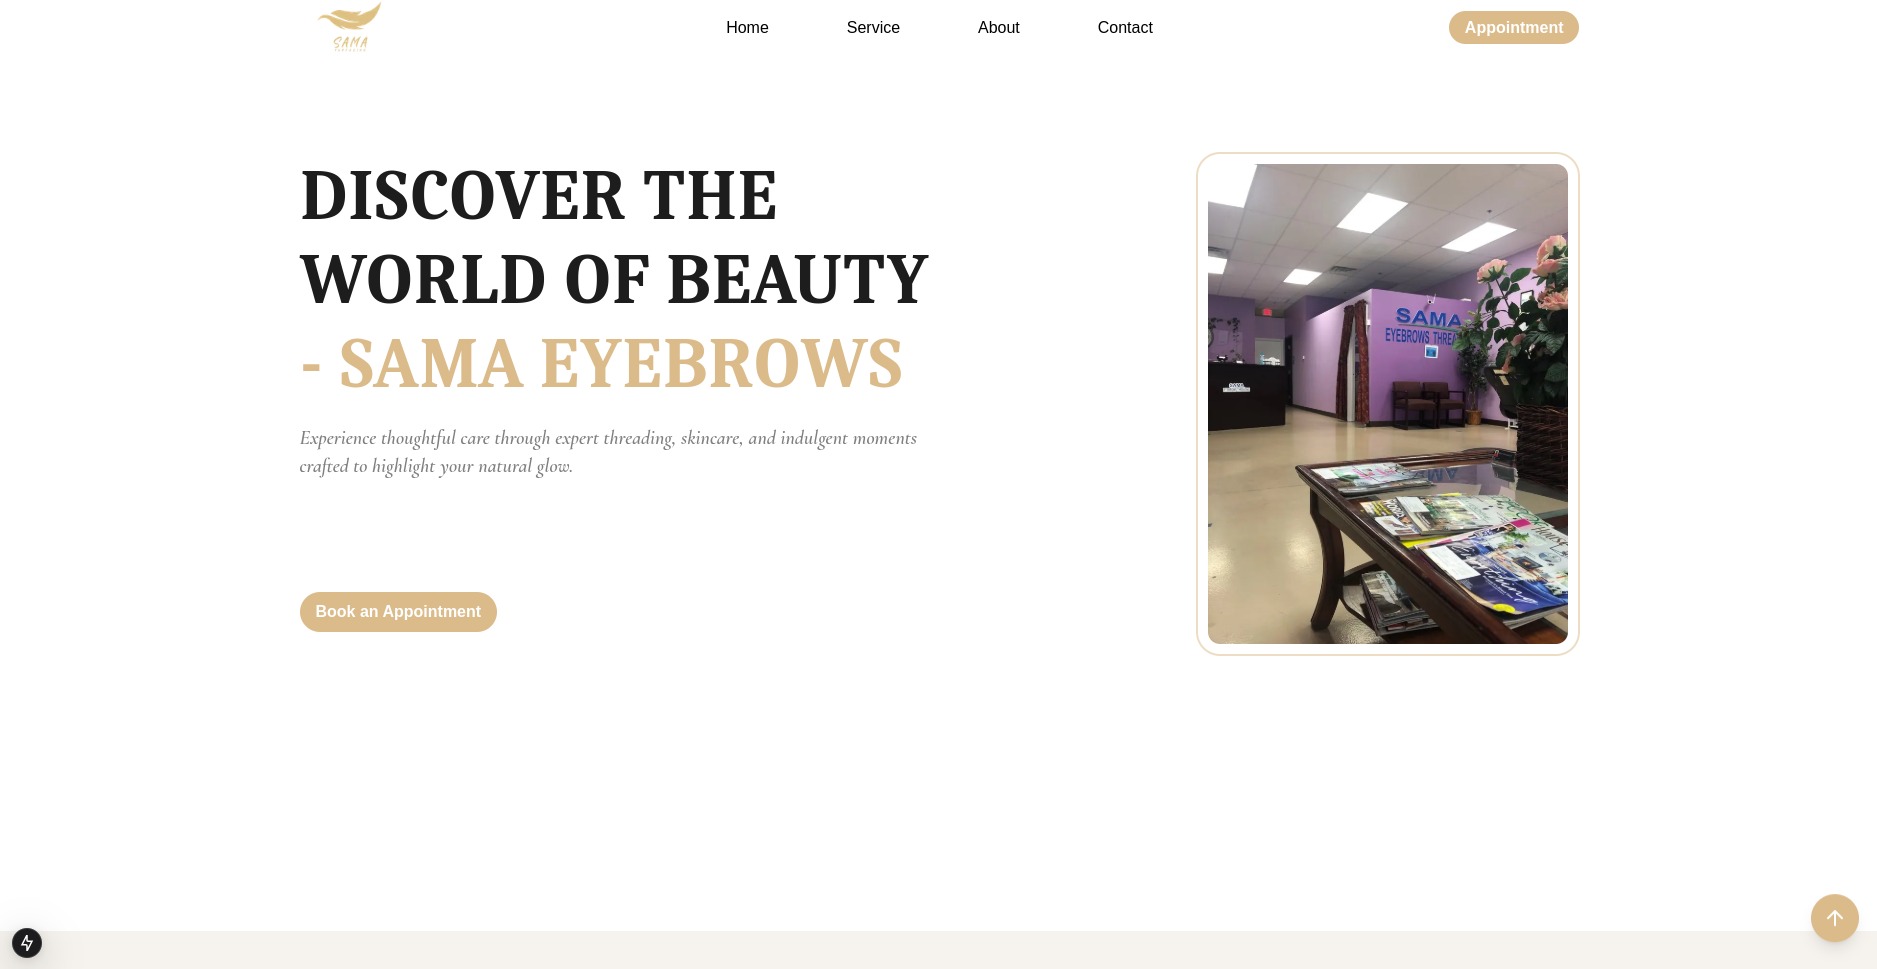 SAMA
Home
Service
About
Contact
Appointment
DISCOVER THE
WORLD OF BEAUTY
- SAMA EYEBROWS
Experience thoughtful care through expert threading, skincare, and indulgent moments
crafted to highlight your natural glow.
Book an Appointment
SAMA
EYEBROWS
SAMA